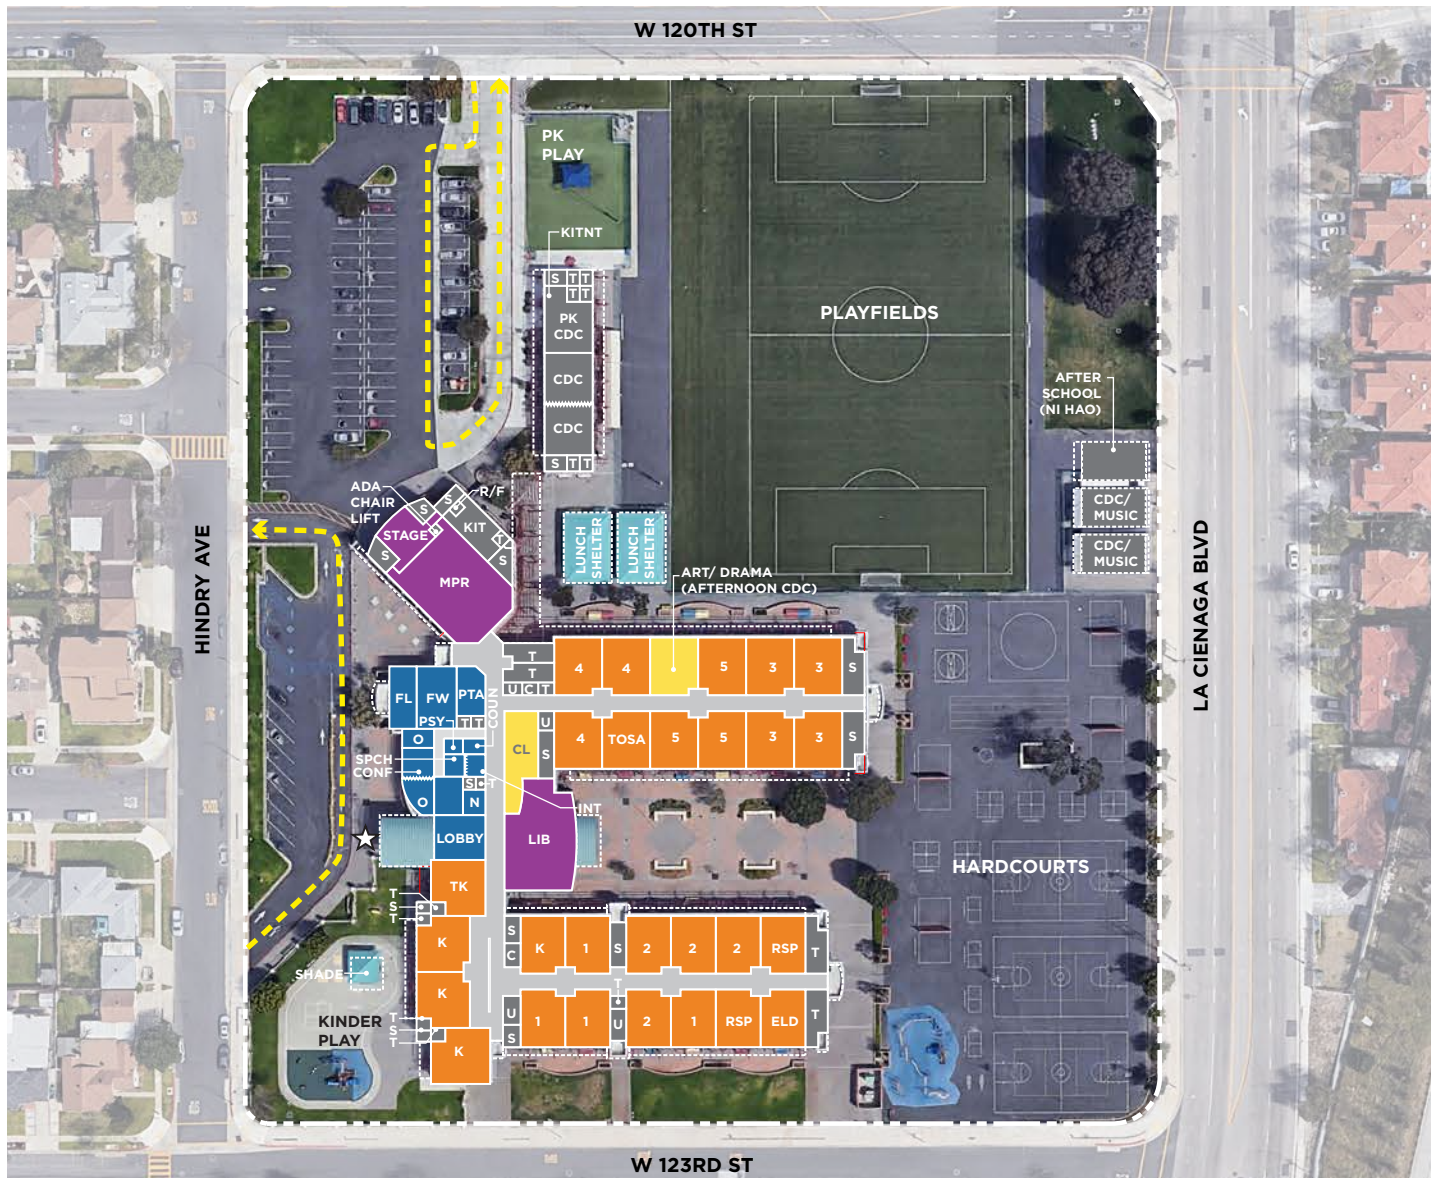 W 120TH ST
PK
PLAY
KITNT
S T T
T T
PK
CDC
CDC
CDC
S T T
PLAYFIELDS
AFTER
SCHOOL
(NI HAO)
CDC/
MUSIC
CDC/
MUSIC
HINDRY AVE
LA CIENAGA BLVD
ADA
CHAIR
LIFT
R/F
S
S
STAGE
KIT
K
S
S
MPR
LUNCH
SHELTER
LUNCH
SHELTER
ART/ DRAMA
(AFTERNOON CDC)
T
T
U C T
4 4 5 3 3 S
FL FW PTA
COUN
T T
PSY
O
SPCH
CONF
S T
O N
INT
CL
U
S
4 TOSA 5 5 3 3 S
LOBBY
LIB
HARDCOURTS
TK
T
S
T
K
K
T
S
T
K
SHADE
KINDER
PLAY
S
C
K 1 S 2 2 2 RSP T
T
U
S
1 1 U 2 1 RSP ELD T
W 123RD ST